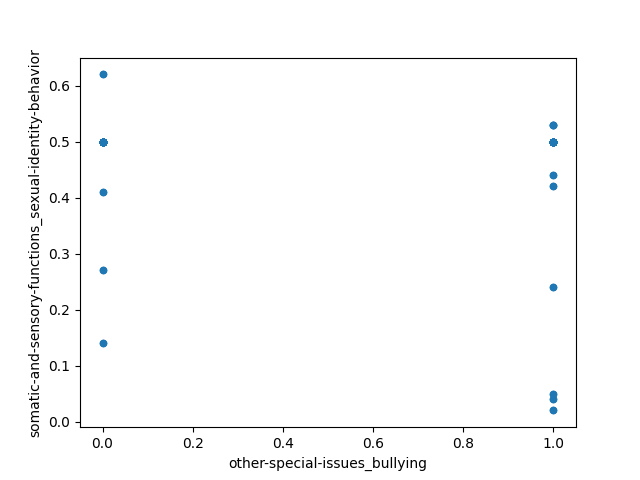 somatic-and-sensory-functions_sexual-identity-behavior
0.6
0.5
0.4
0.3
0.2
0.1
0.0
0.0 0.2 0.4 0.6 0.8 1.0
other-special-issues_bullying